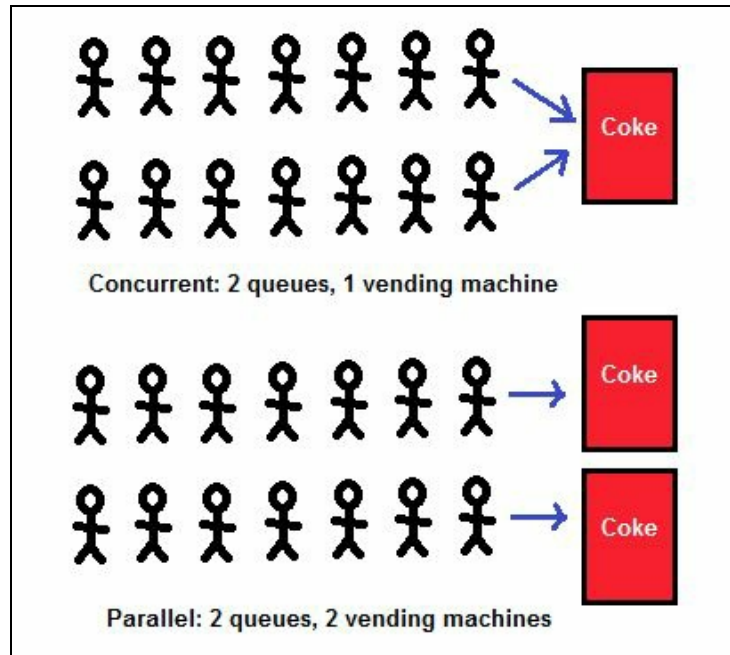 Coke
Concurrent: 2 queues, 1 vending machine
Coke
Coke
Parallel: 2 queues, 2 vending machines